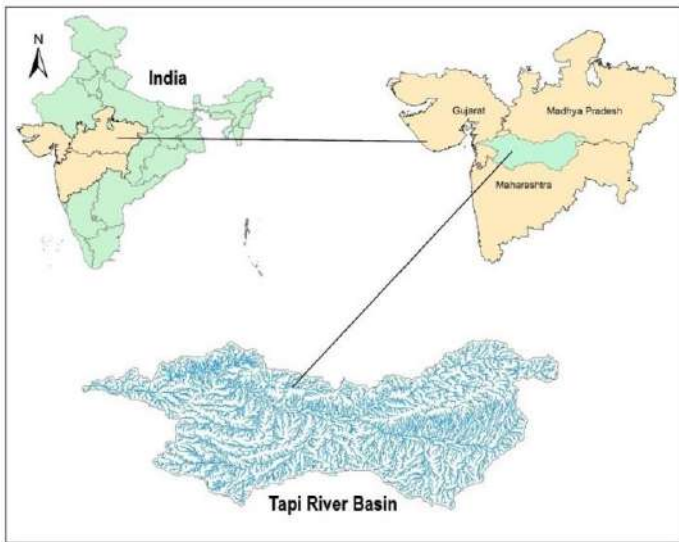 N
India
Gujarat
Madhya Pradesh
Maharashtra
Tapi River Basin